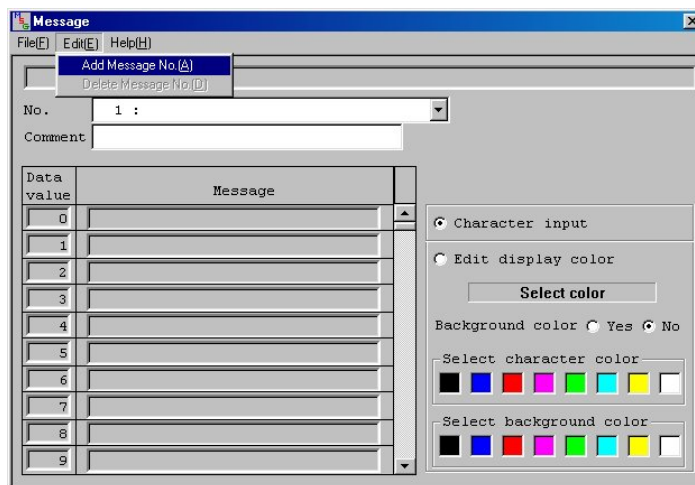 Message
File(F) Edit(E) Help(H)
Add Message No.(A)
Delete Message No.(D)
No. 1 :
Comment
Data value Message
0
1
2
3
4
5
6
7
8
9
Character input
Edit display color
Select color
Background color Yes No
Select character color
Select background color